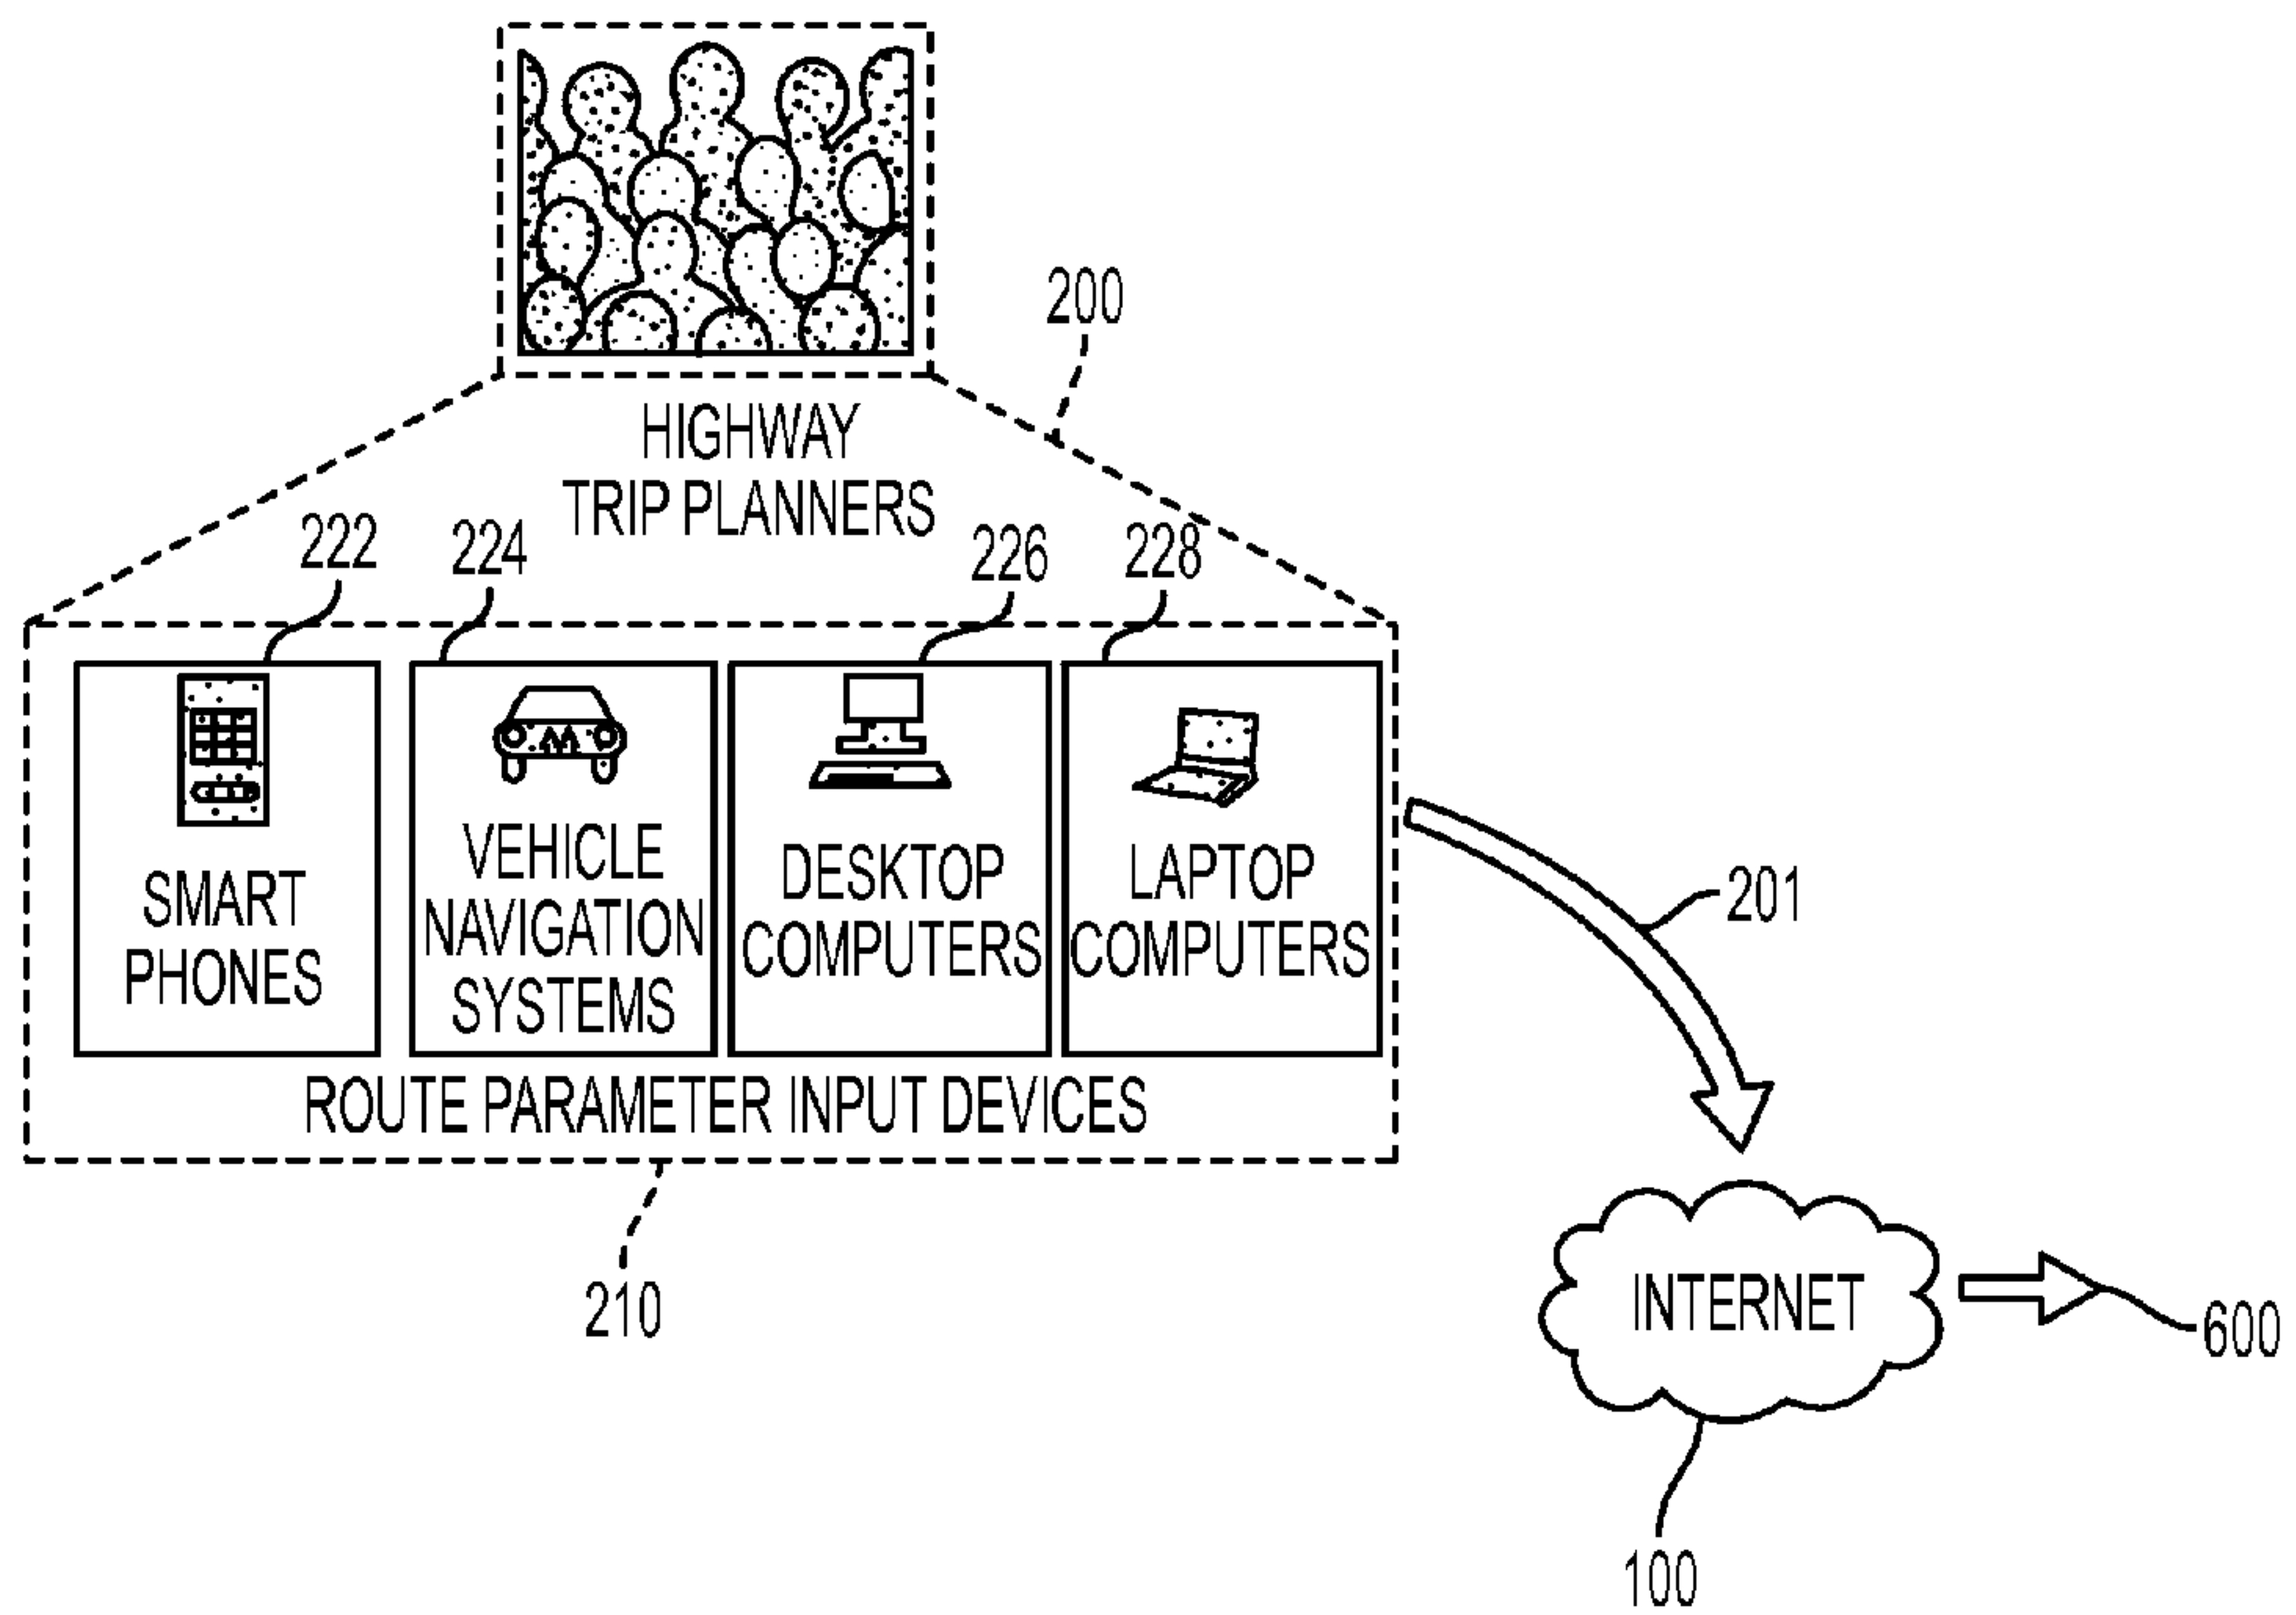 200
HIGHWAY
TRIP PLANNERS
222
224
226
228
SMART
PHONES
VEHICLE
NAVIGATION
SYSTEMS
DESKTOP
COMPUTERS
LAPTOP
COMPUTERS
201
ROUTE PARAMETER INPUT DEVICES
210
INTERNET
600
100